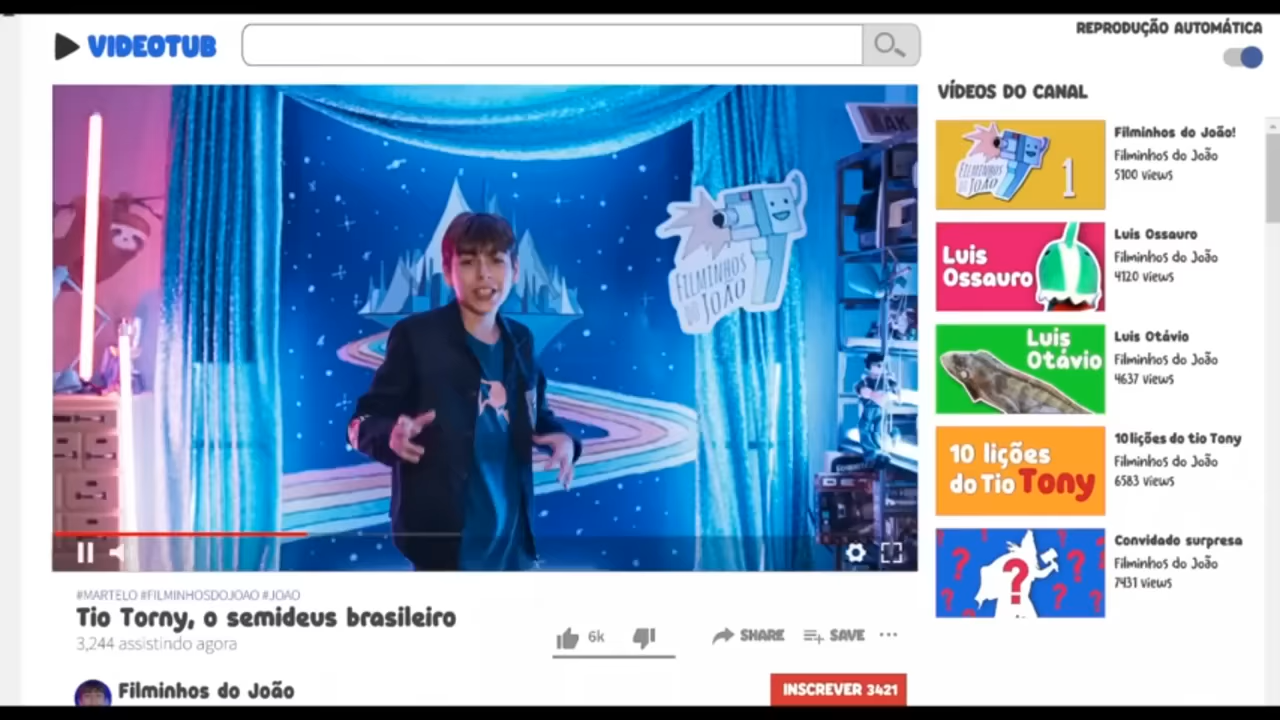 VIDEOTUB
REPRODUÇÃO AUTOMÁTICA
FILMINHOS
DO JOÃO
#MARTELO #FILMINHOSDOJOAO #JOAO
Tio Torny, o semideus brasileiro
3,244 assistindo agora
6k
SHARE
SAVE
Filminhos do João
INSCREVER 3421
VÍDEOS DO CANAL
FILMINHOS
DO JOÃO
1
Filminhos do João!
Filminhos do João
5100 views
Luis
Ossauro
Luis Ossauro
Filminhos do João
4120 views
Luis
Otávio
Luis Otávio
Filminhos do João
4637 views
10 lições
do Tio Tony
10 lições do tio Tony
Filminhos do João
6583 views
?
Convidado surpresa
Filminhos do João
7431 views